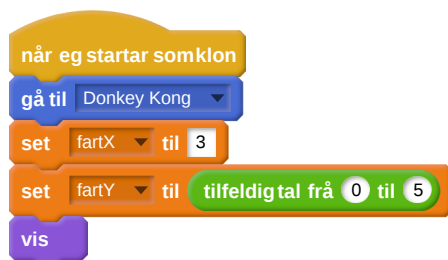 når eg startar som klon
gå til Donkey Kong
set fartX til 3
set fartY til tilfeldig tal frå 0 til 5
vis